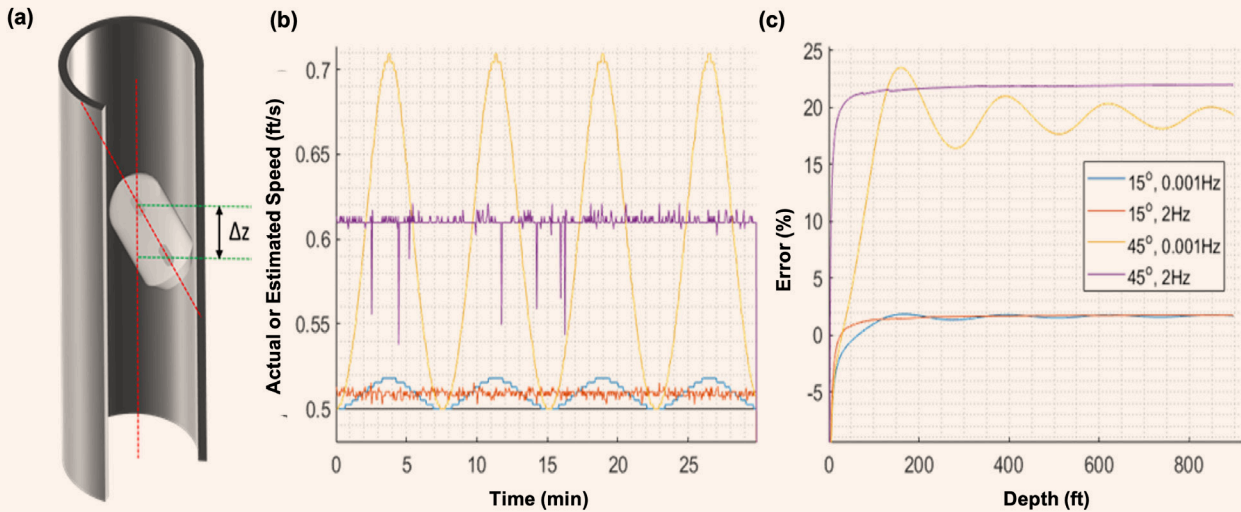 (a)
Δz
(b)
Actual or Estimated Speed (ft/s)
0.7
0.65
0.6
0.55
0.5
0
5
10
15
20
25
Time (min)
(c)
Error (%)
25
20
15
10
5
0
-5
0
200
400
600
800
Depth (ft)
15°, 0.001Hz
15°, 2Hz
45°, 0.001Hz
45°, 2Hz